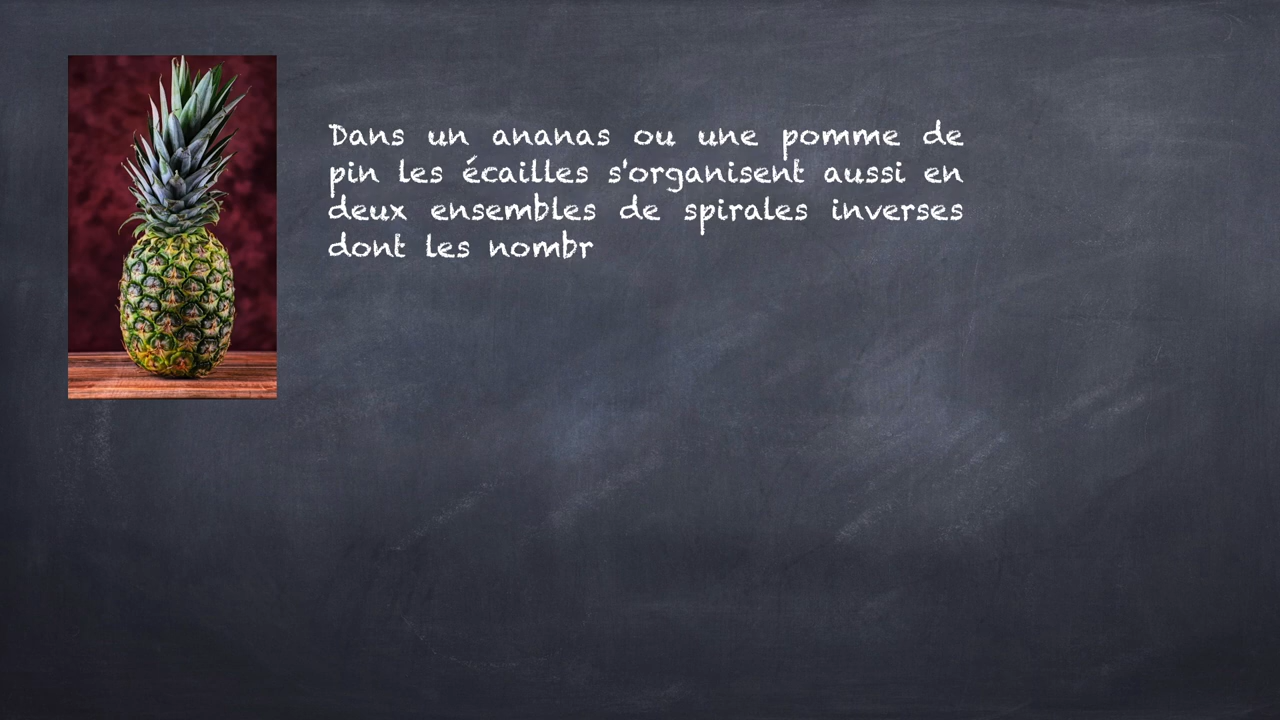 Dans un ananas ou une pomme de
pin les écailles s'organisent aussi en
deux ensembles de spirales inverses
dont les nombr